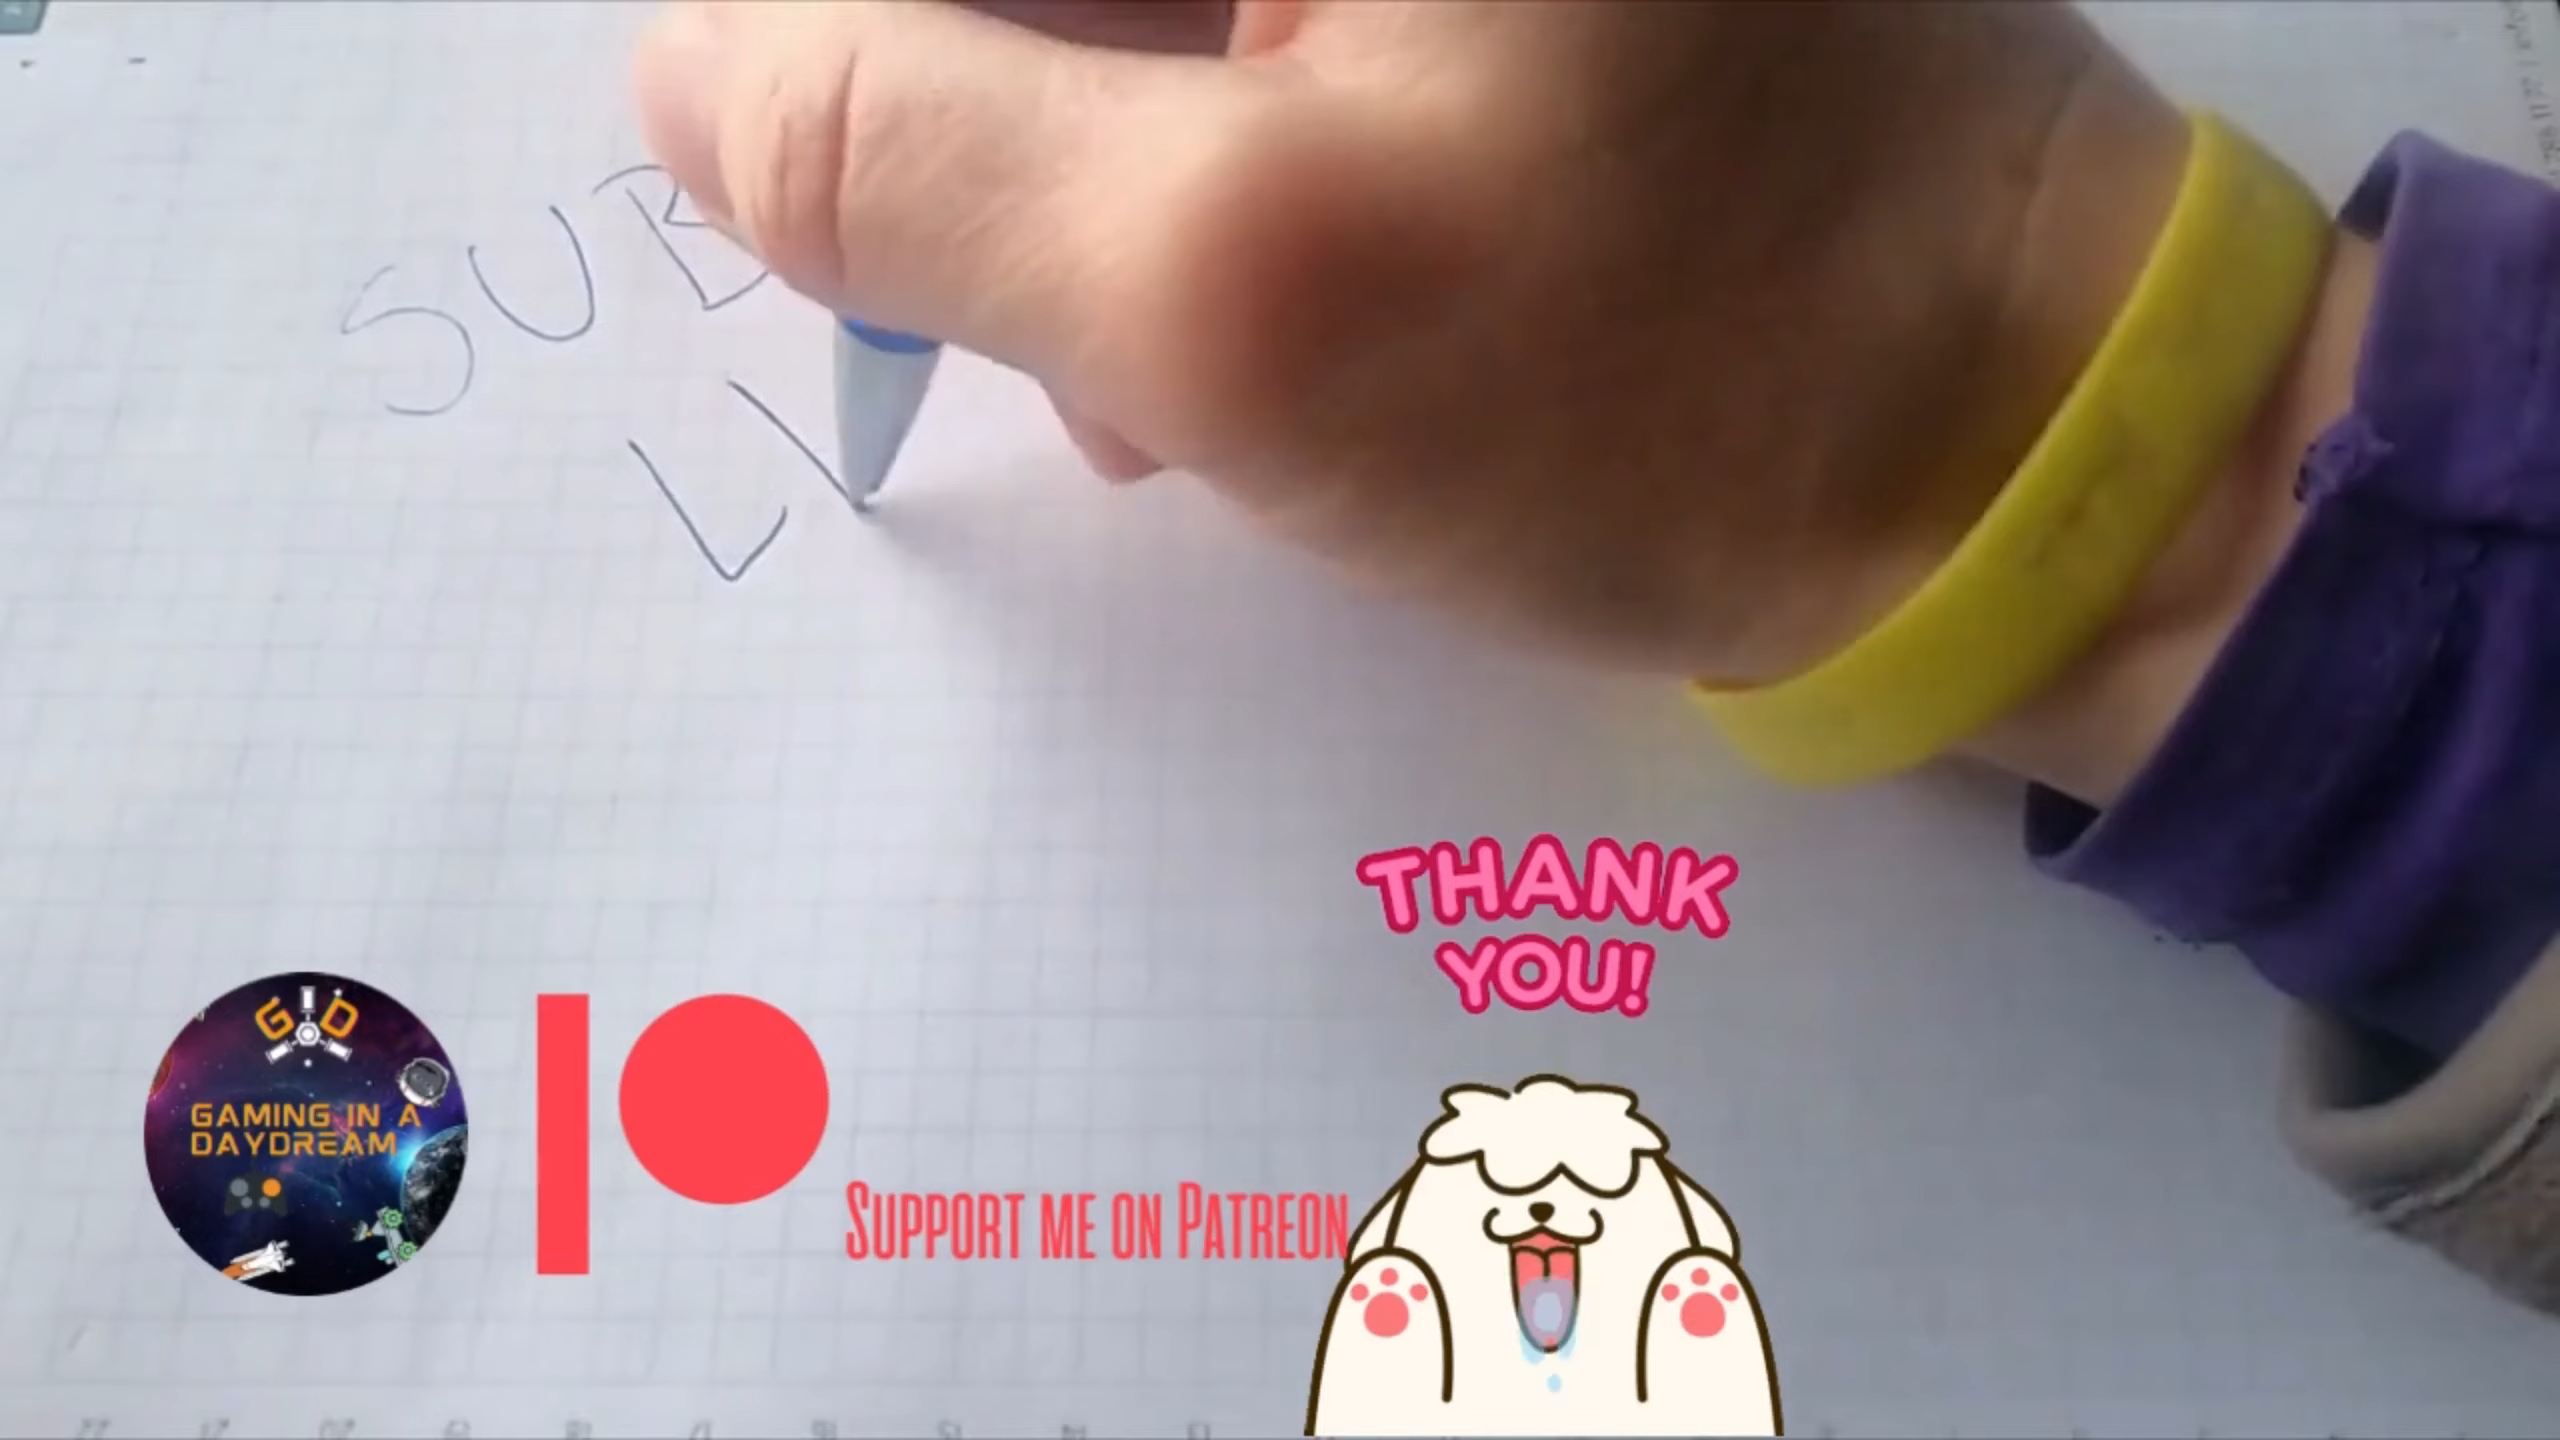 SUB
LI
THANK
YOU!
G D
GAMING IN A
DAYDREAM
SUPPORT ME ON PATREON